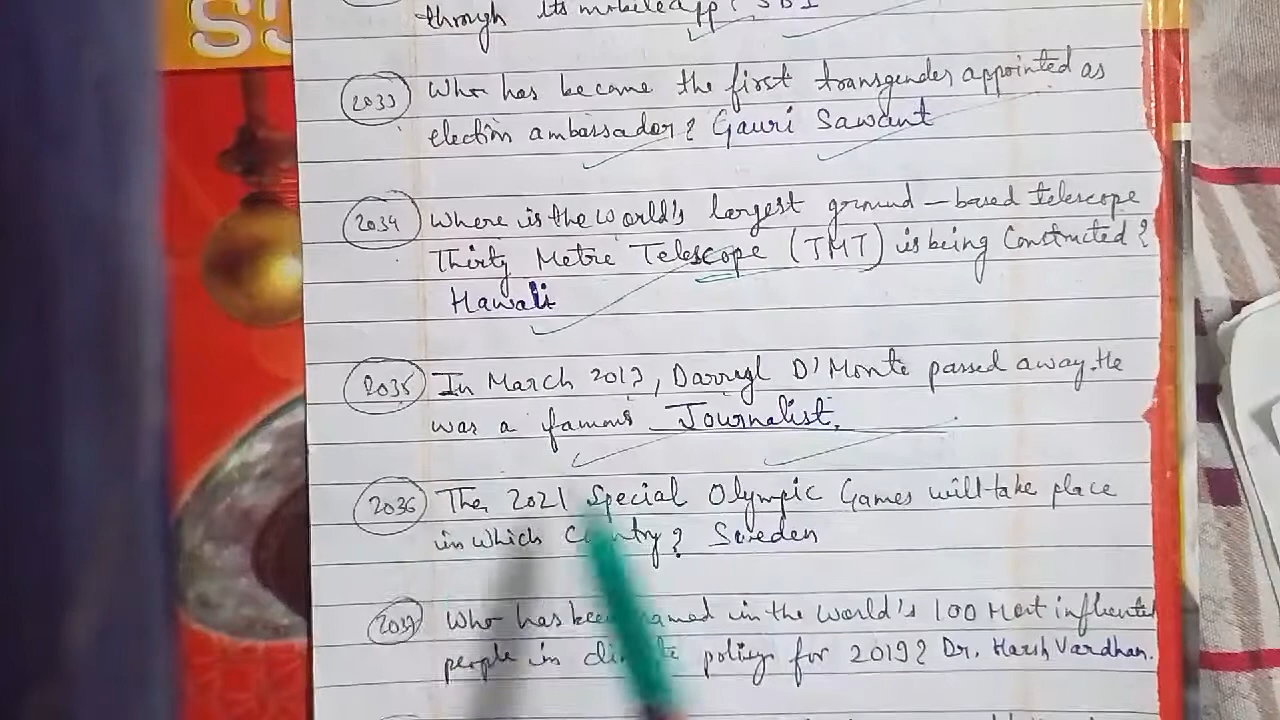 SS
through its mobile app? SBI
2033 Who has became the first transgender appointed as
election ambassador? Gauri Sawant
2034 Where is the World's largest ground-based telescope
Thirty Metre Telescope (TMT) is being Constructed?
Hawaii
2035 In March 2019, Darryl D'Monte passed away. He
was a famous Journalist.
2036 The 2021 Special Olympic Games will take place
in which Country? Sweden
2037 Who has been named in the World's 100 Most influential
people in climate policy for 2019? Dr. Harsh Vardhan.